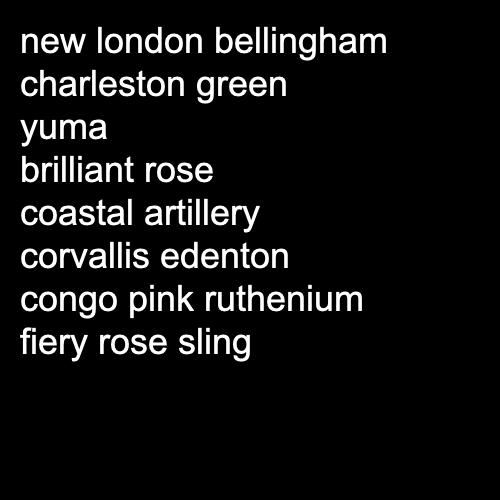 new london bellingham
charleston green
yuma
brilliant rose
coastal artillery
corvallis edenton
congo pink ruthenium
fiery rose sling